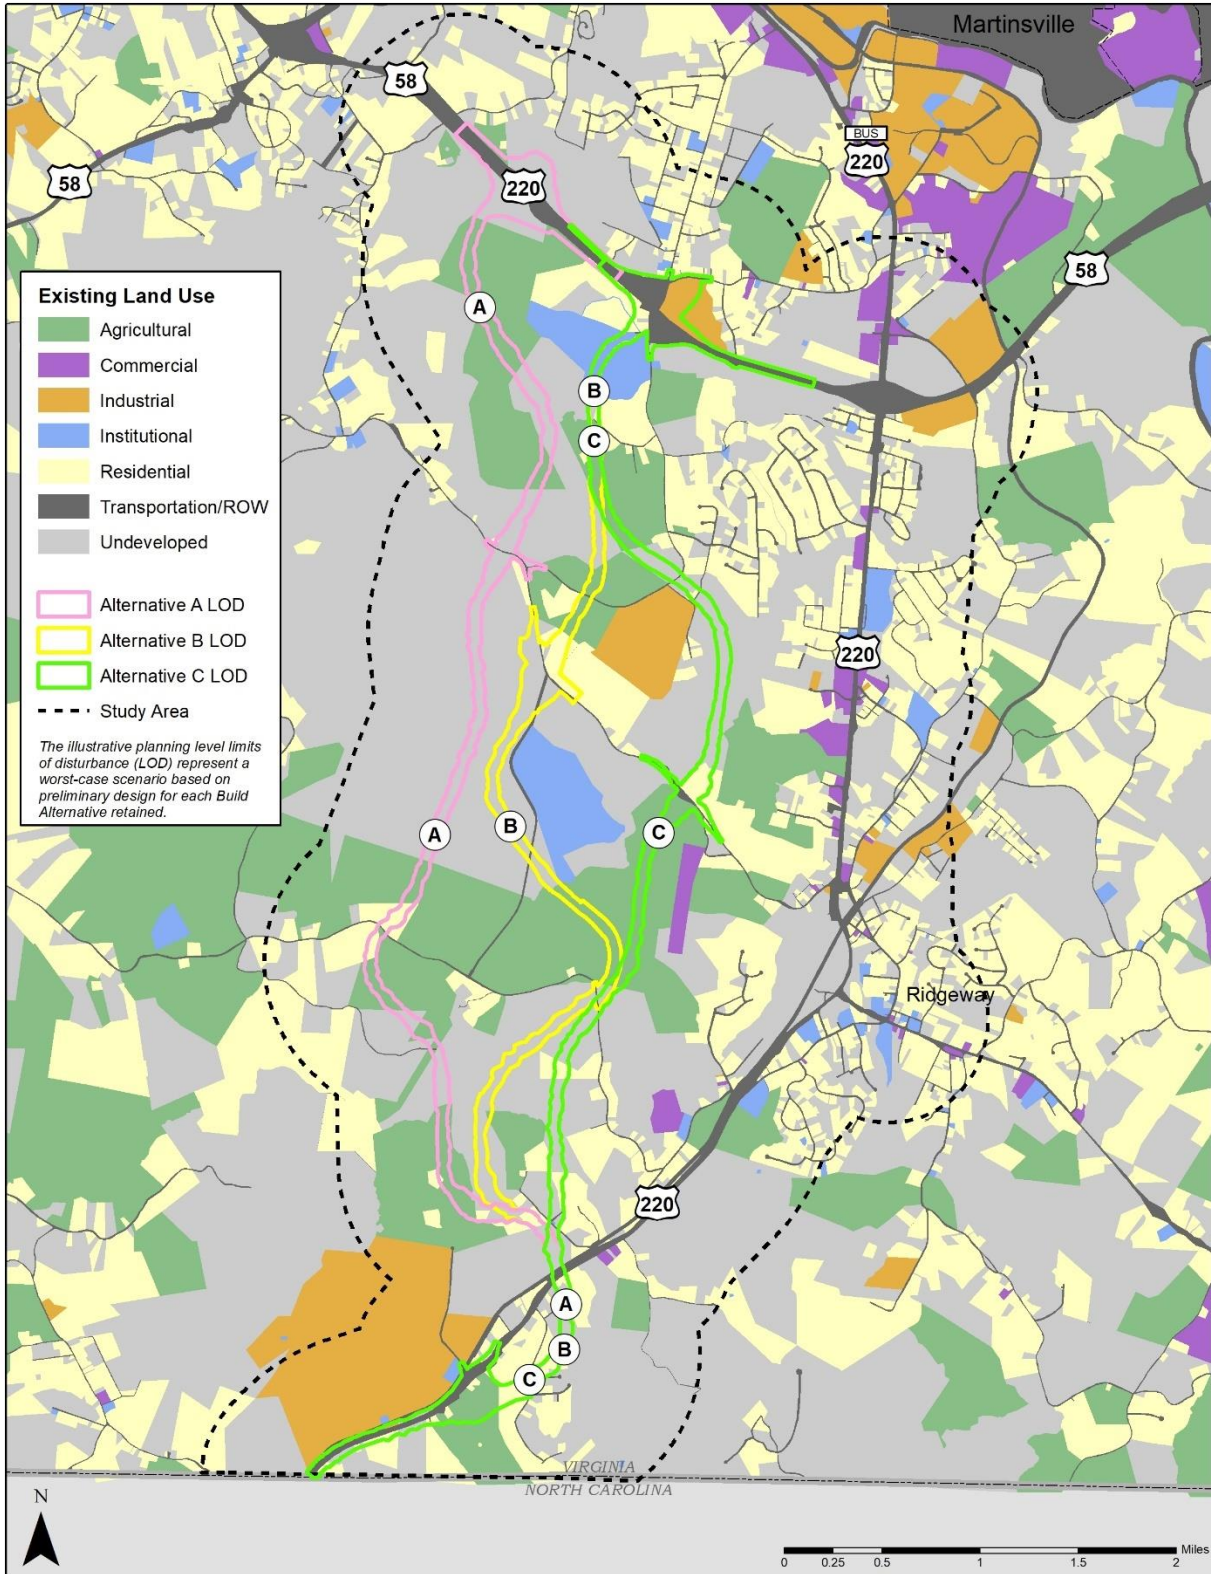 Martinsville
58
BUS
220
58
220
58
Existing Land Use
Agricultural
Commercial
Industrial
Institutional
Residential
Transportation/ROW
Undeveloped
Alternative A LOD
Alternative B LOD
Alternative C LOD
Study Area
The illustrative planning level limits
of disturbance (LOD) represent a
worst-case scenario based on
preliminary design for each Build
Alternative retained.
A
B
C
220
A
B
C
Ridgeway
A
220
A
B
C
VIRGINIA
NORTH CAROLINA
N
Miles
0 0.25 0.5 1 1.5 2